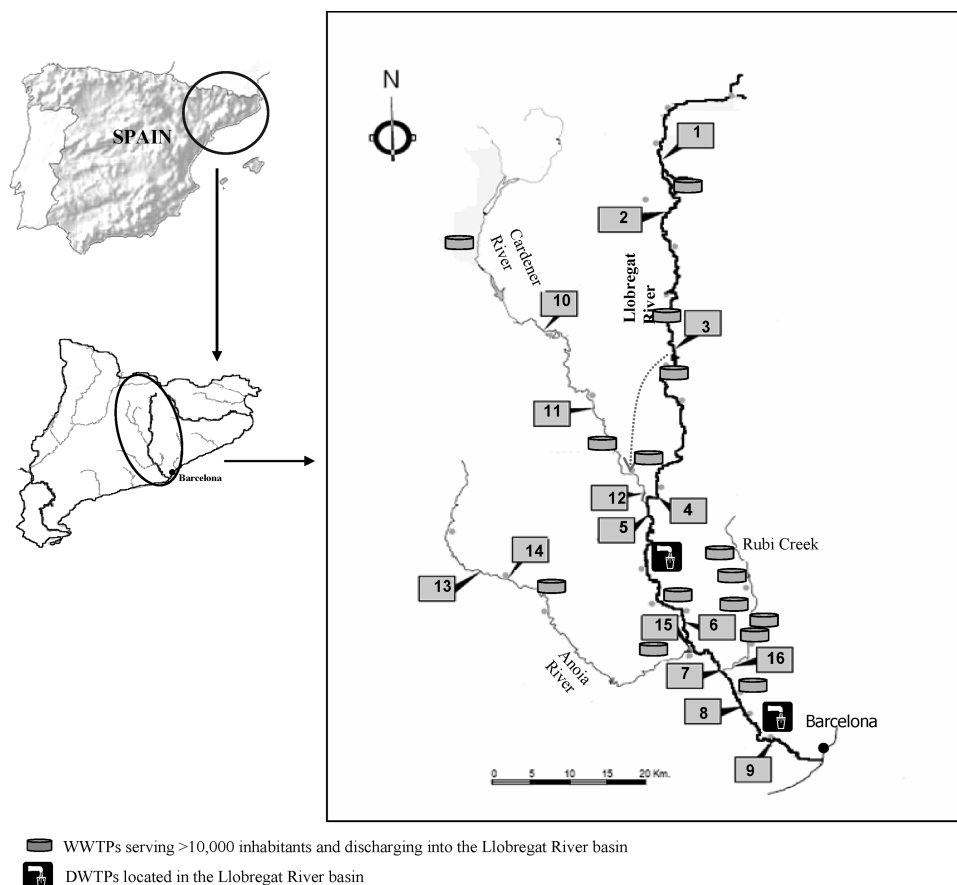 SPAIN
Barcelona
N
1
2
3
Llobregat
River
Cardener
River
10
11
12
4
5
Rubi Creek
13
14
Anoia
River
15
6
7
16
8
9
Barcelona
0 5 10 15 20 Km.
WWTPs serving >10,000 inhabitants and discharging into the Llobregat River basin
DWTPs located in the Llobregat River basin